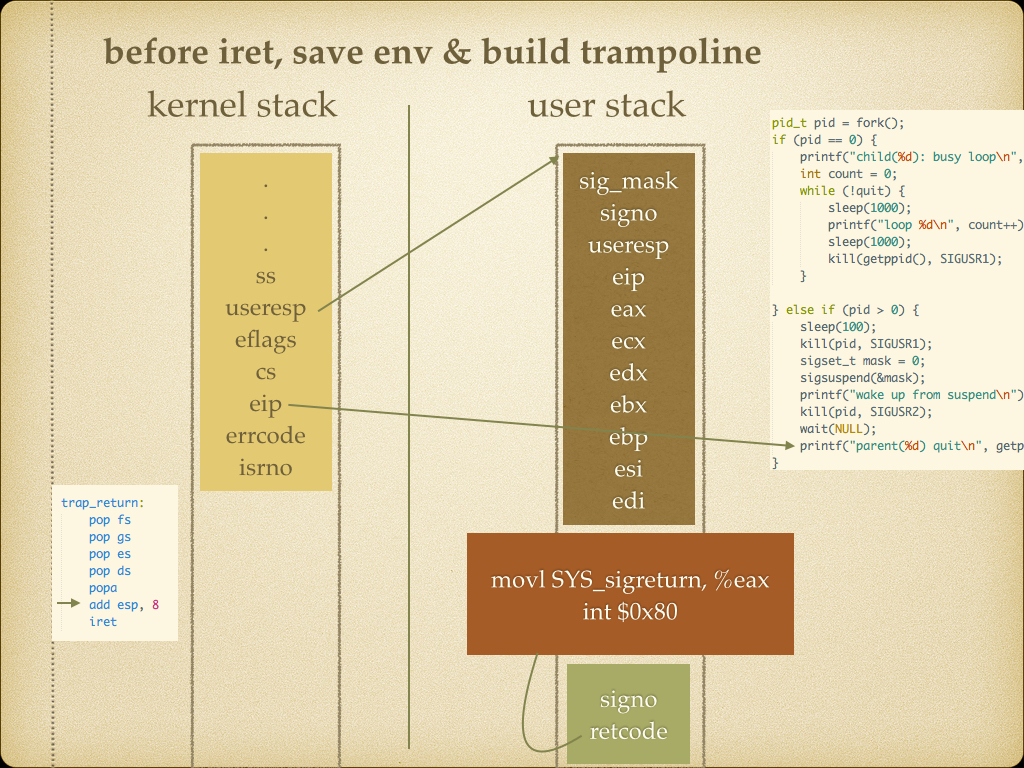 before iret, save env & build trampoline
kernel stack
user stack
.
.
.
ss
useresp
eflags
cs
eip
errcode
isrno
trap_return:
pop fs
pop gs
pop es
pop ds
popa
add esp, 8
iret
sig_mask
signo
useresp
eip
eax
ecx
edx
ebx
ebp
esi
edi
movl SYS_sigreturn, %eax
int $0x80
signo
retcode
pid_t pid = fork();
if (pid == 0) {
printf("child(%d): busy loop\n",
int count = 0;
while (!quit) {
sleep(1000);
printf("loop %d\n", count++)
sleep(1000);
kill(getppid(), SIGUSR1);
}
} else if (pid > 0) {
sleep(100);
kill(pid, SIGUSR1);
sigset_t mask = 0;
sigsuspend(&mask);
printf("wake up from suspend\n")
kill(pid, SIGUSR2);
wait(NULL);
printf("parent(%d) quit\n", getp
}